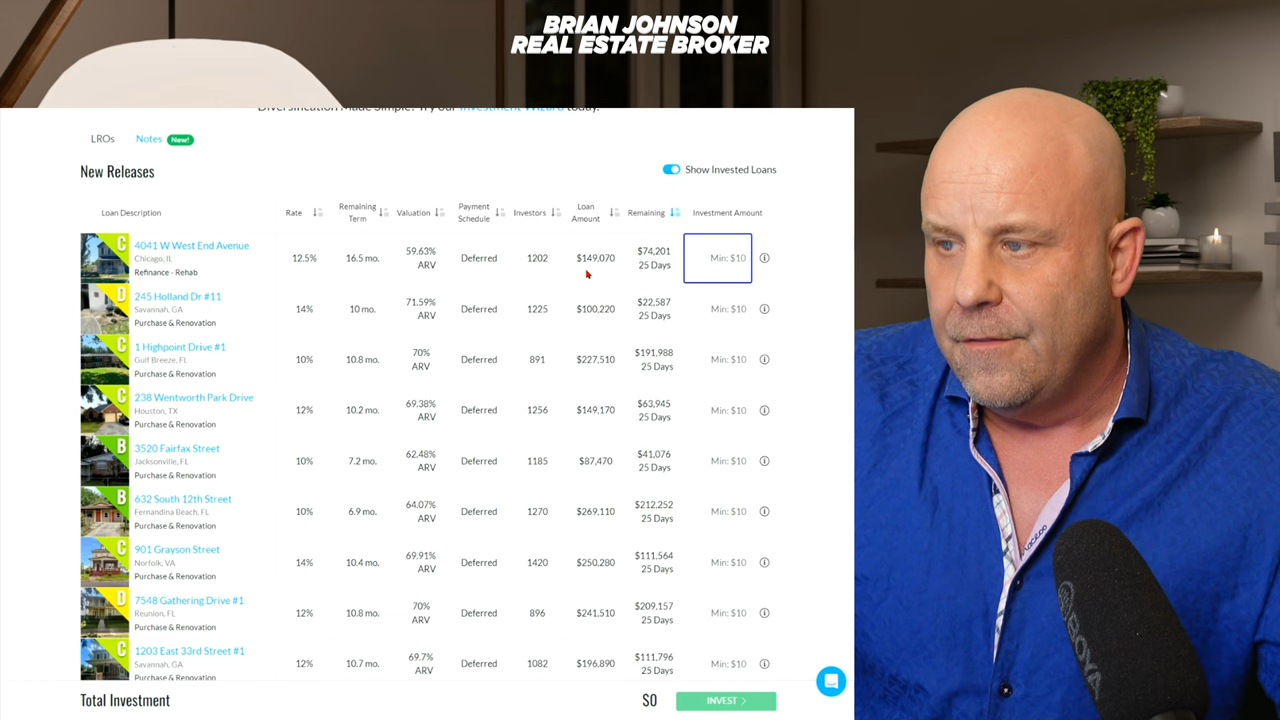 BRIAN JOHNSON
REAL ESTATE BROKER
Diversification Made Simple! Try our Investment Wizard today.
LROs Notes New!
New Releases Show Invested Loans
Loan Description Rate Remaining Term Valuation Payment Schedule Investors Loan Amount Remaining Investment Amount
C 4041 W West End Avenue
Chicago, IL
Refinance - Rehab
12.5% 16.5 mo. 59.63% ARV Deferred 1202 $149,070 $74,201 25 Days Min: $10
D 245 Holland Dr #11
Savannah, GA
Purchase & Renovation
14% 10 mo. 71.59% ARV Deferred 1225 $100,220 $22,587 25 Days Min: $10
C 1 Highpoint Drive #1
Gulf Breeze, FL
Purchase & Renovation
10% 10.8 mo. 70% ARV Deferred 891 $227,510 $191,988 25 Days Min: $10
C 238 Wentworth Park Drive
Houston, TX
Purchase & Renovation
12% 10.2 mo. 69.38% ARV Deferred 1256 $149,170 $63,945 25 Days Min: $10
B 3520 Fairfax Street
Jacksonville, FL
Purchase & Renovation
10% 7.2 mo. 62.48% ARV Deferred 1185 $87,470 $41,076 25 Days Min: $10
B 632 South 12th Street
Fernandina Beach, FL
Purchase & Renovation
10% 6.9 mo. 64.07% ARV Deferred 1270 $269,110 $212,252 25 Days Min: $10
C 901 Grayson Street
Norfolk, VA
Purchase & Renovation
14% 10.4 mo. 69.91% ARV Deferred 1420 $250,280 $111,564 25 Days Min: $10
D 7548 Gathering Drive #1
Reunion, FL
Purchase & Renovation
12% 10.8 mo. 70% ARV Deferred 896 $241,510 $209,157 25 Days Min: $10
C 1203 East 33rd Street #1
Savannah, GA
Purchase & Renovation
12% 10.7 mo. 69.7% ARV Deferred 1082 $196,890 $111,796 25 Days Min: $10
Total Investment $0 INVEST >
BOYA